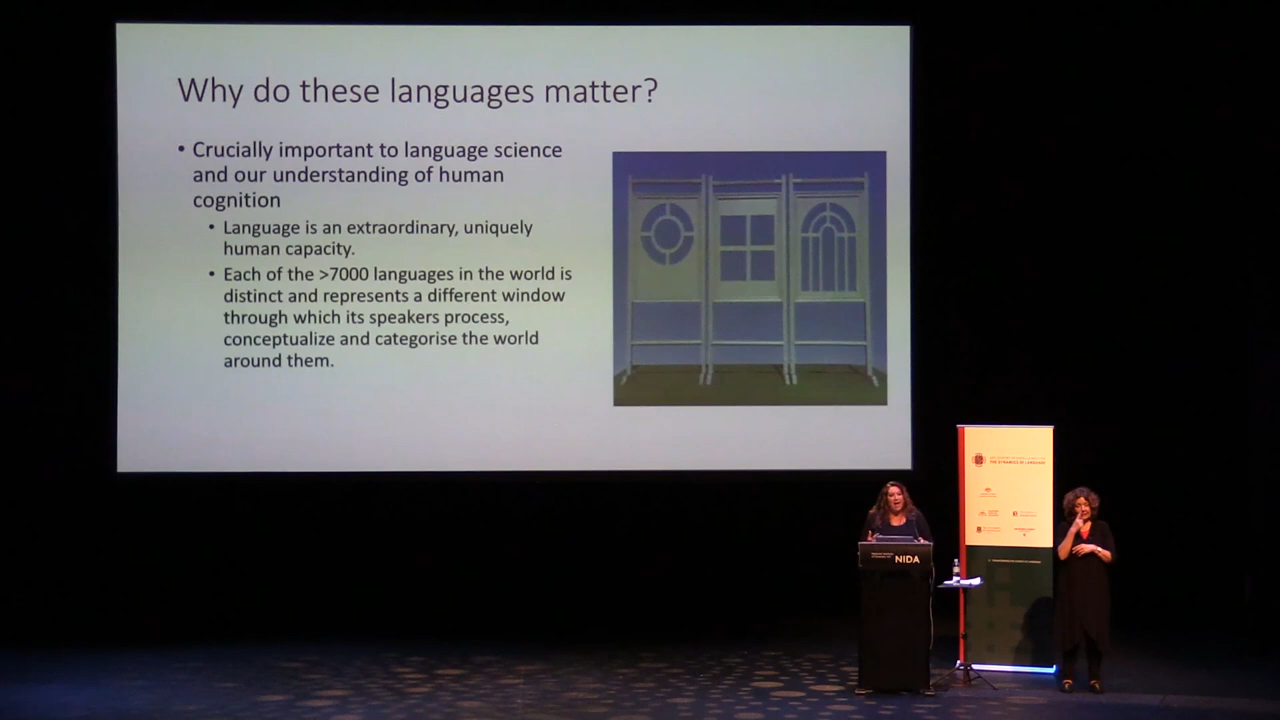 Why do these languages matter?
• Crucially important to language science
and our understanding of human
cognition
• Language is an extraordinary, uniquely
human capacity.
• Each of the >7000 languages in the world is
distinct and represents a different window
through which its speakers process,
conceptualize and categorise the world
around them.
THE DYNAMICS OF LANGUAGE
NIDA